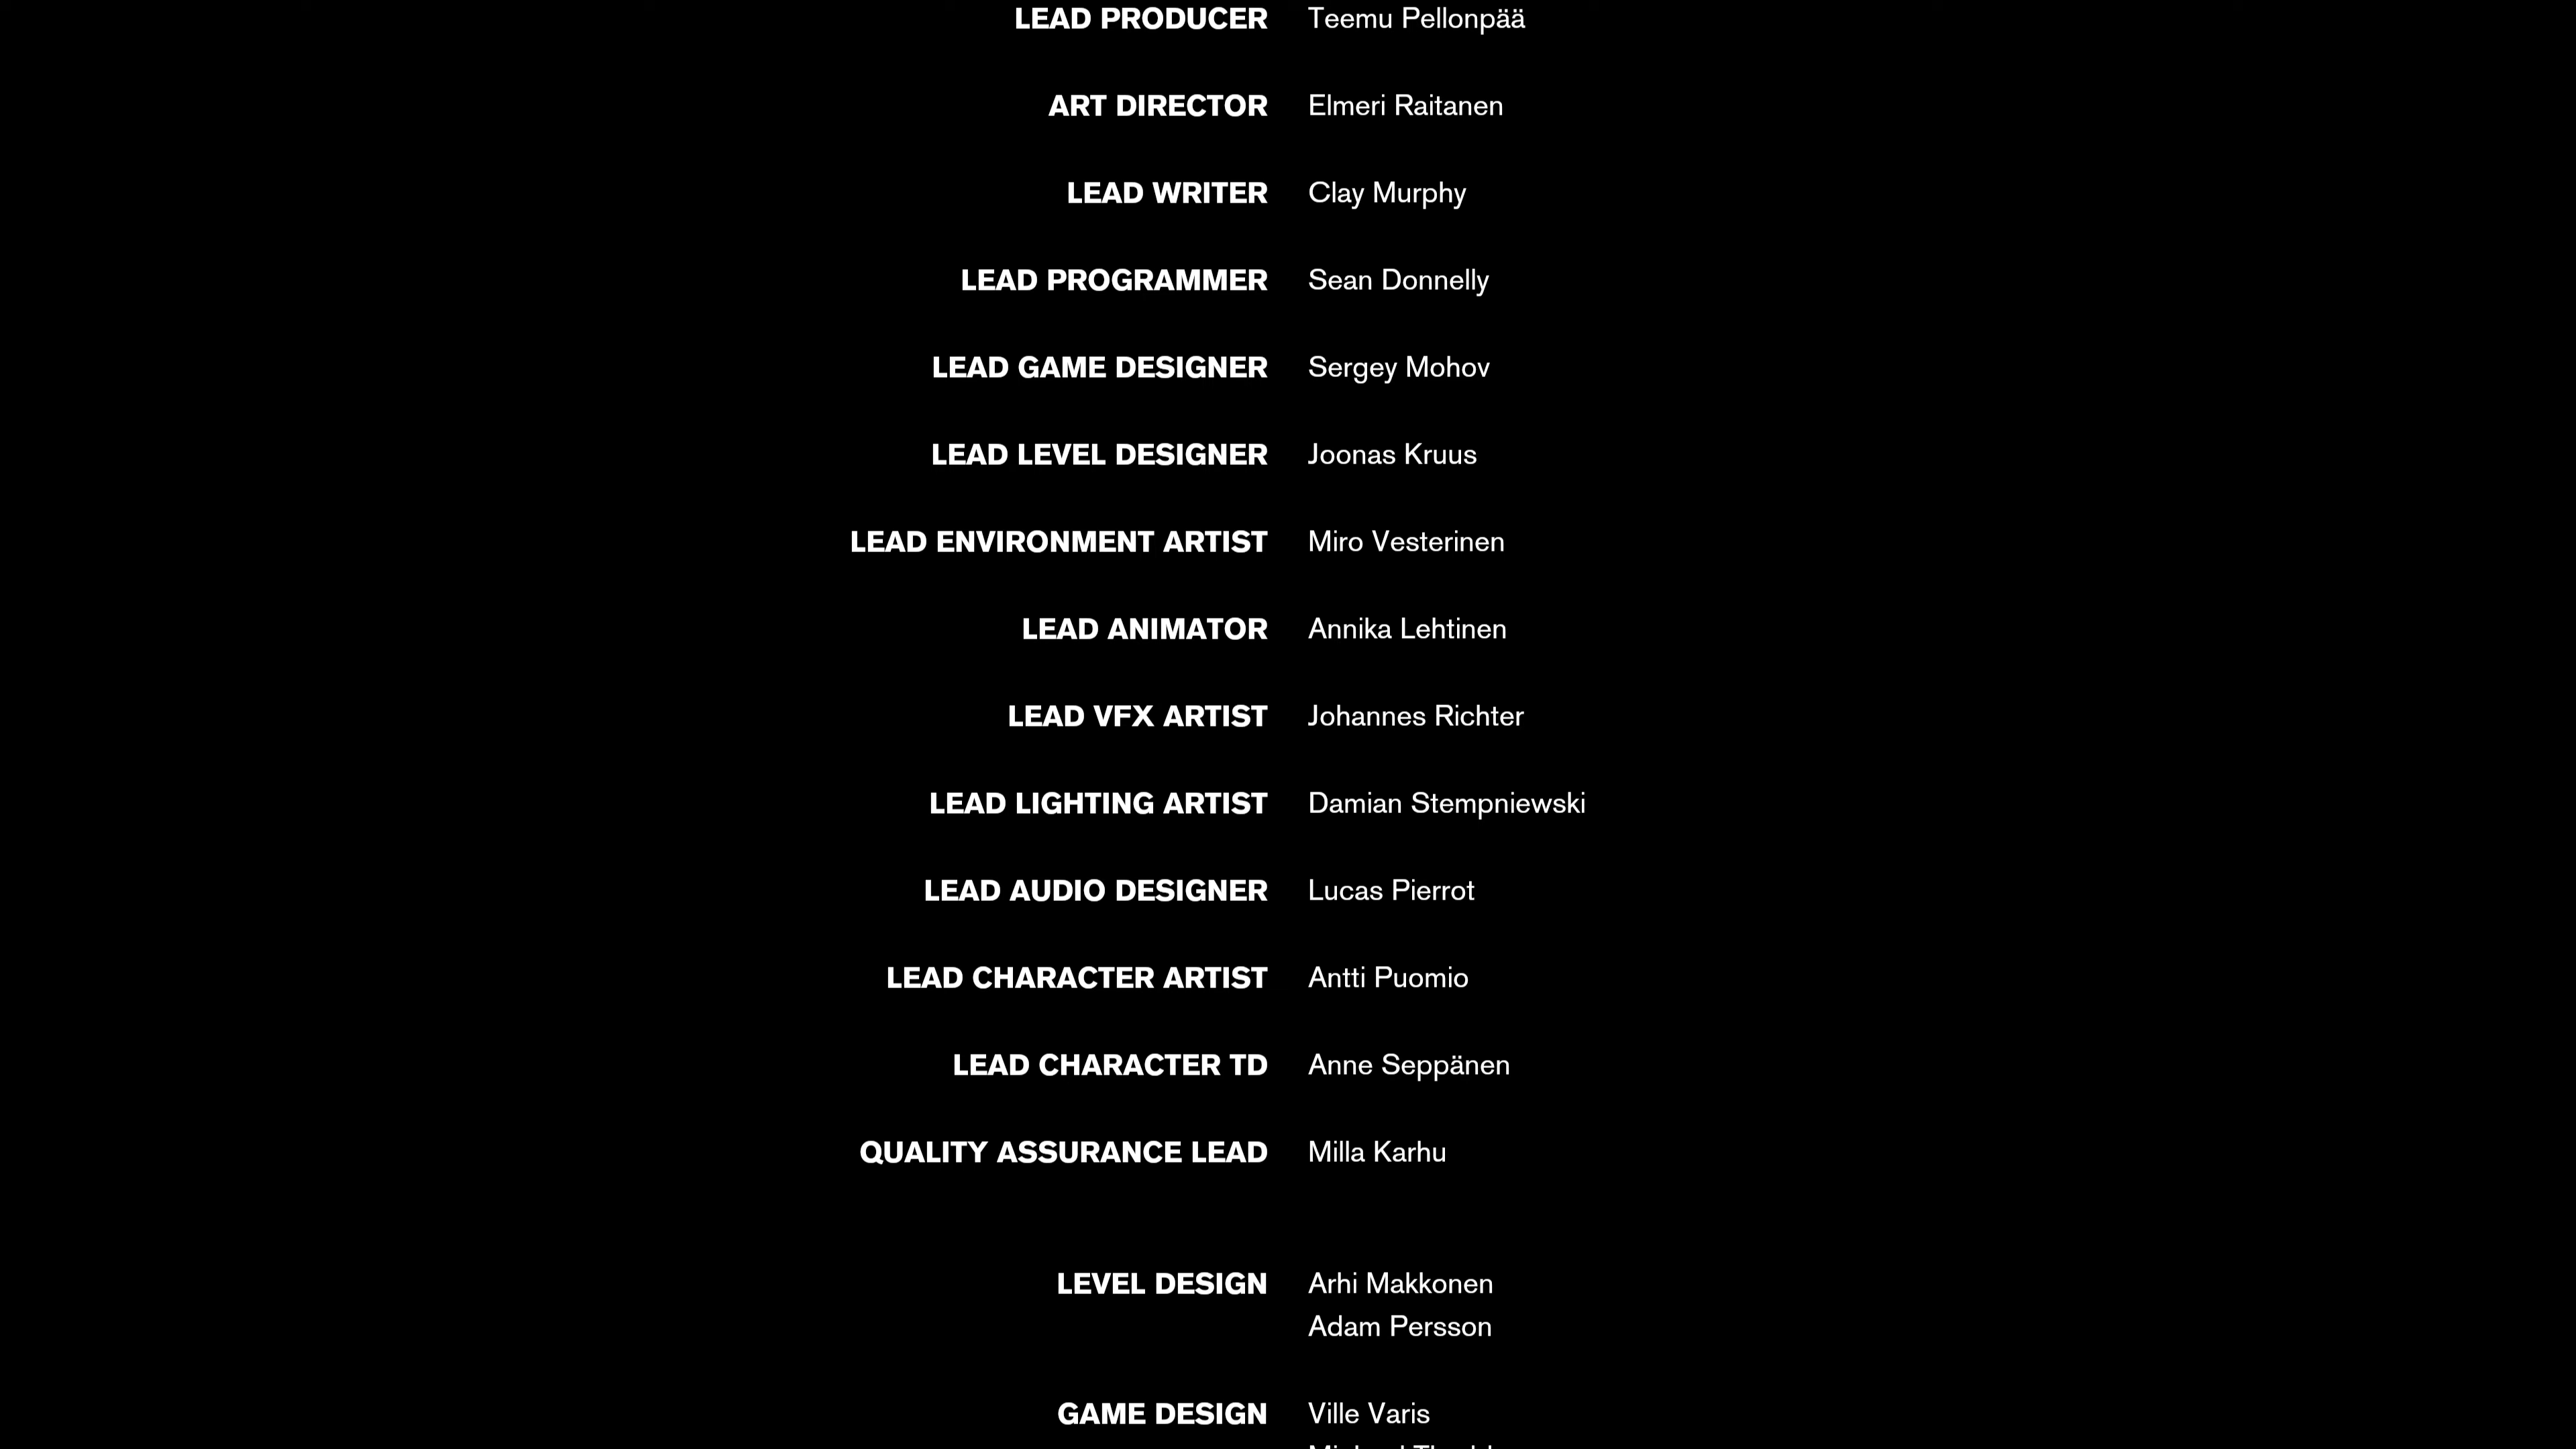 LEAD PRODUCER Teemu Pellonpää
ART DIRECTOR Elmeri Raitanen
LEAD WRITER Clay Murphy
LEAD PROGRAMMER Sean Donnelly
LEAD GAME DESIGNER Sergey Mohov
LEAD LEVEL DESIGNER Joonas Kruus
LEAD ENVIRONMENT ARTIST Miro Vesterinen
LEAD ANIMATOR Annika Lehtinen
LEAD VFX ARTIST Johannes Richter
LEAD LIGHTING ARTIST Damian Stempniewski
LEAD AUDIO DESIGNER Lucas Pierrot
LEAD CHARACTER ARTIST Antti Puomio
LEAD CHARACTER TD Anne Seppänen
QUALITY ASSURANCE LEAD Milla Karhu
LEVEL DESIGN Arhi Makkonen
Adam Persson
GAME DESIGN Ville Varis